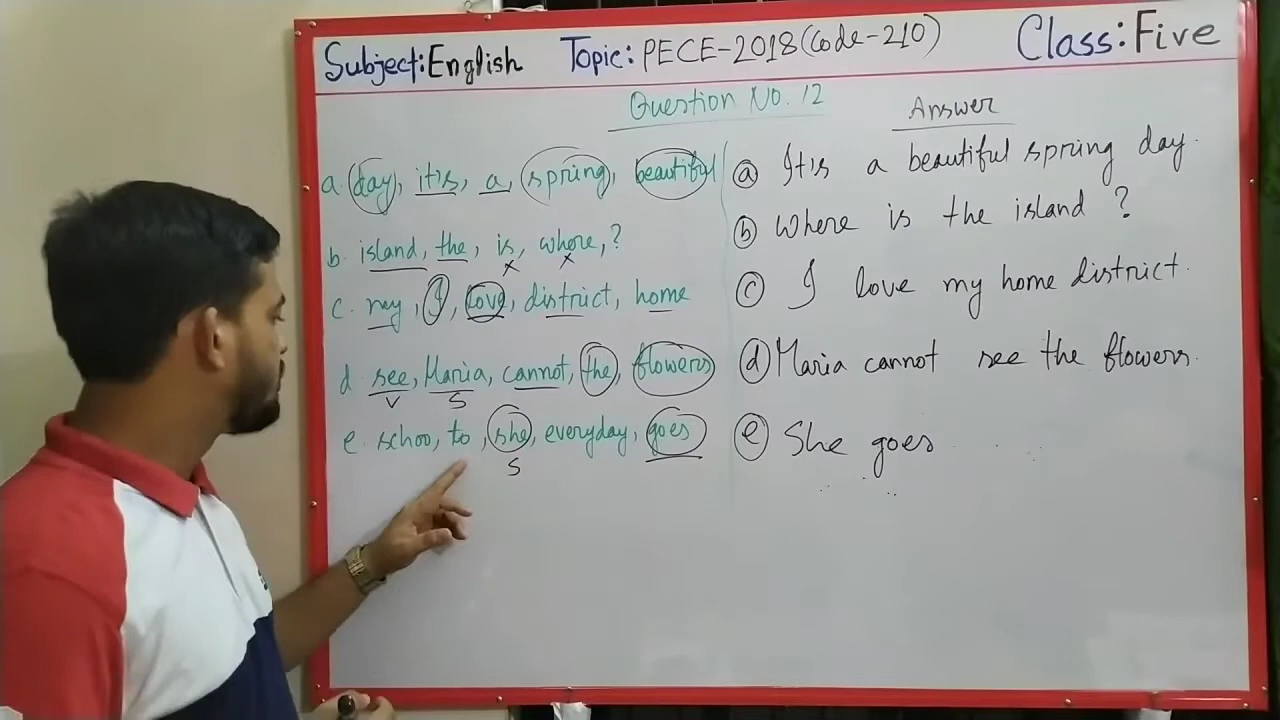 Subject: English Topic: PECE-2018 (Code-210) Class: Five
Question No. 12
a. day, it's, a, spring, beautiful
b. island, the, is, where, ?
c. my, I, love, district, home
d. see, Maria, cannot, the, flowers
V S
e. schoo, to, she, everyday, goes
S
Answer
a It's a beautiful spring day.
b Where is the island ?
c I love my home district.
d Maria cannot see the flowers.
e She goes